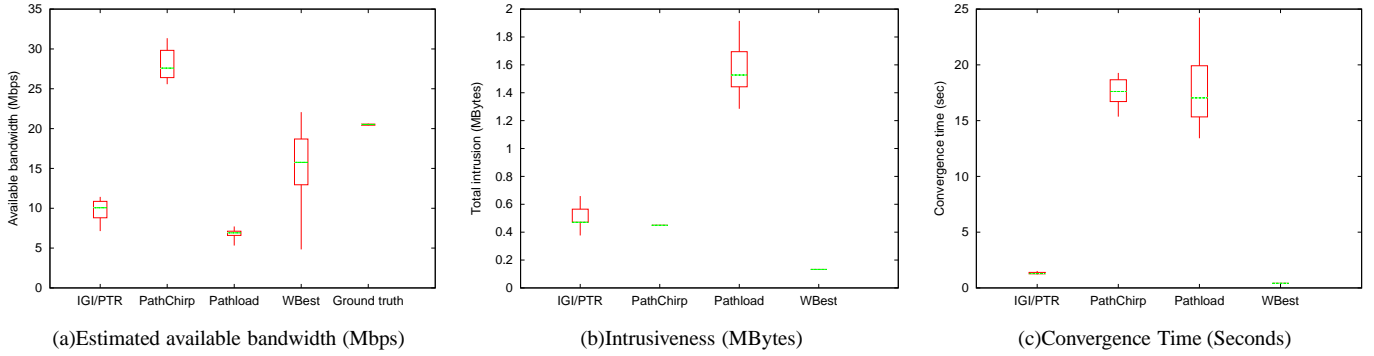 35
30
25
20
15
10
5
0
Available bandwidth (Mbps)
IGI/PTR PathChirp Pathload WBest Ground truth
(a)Estimated available bandwidth (Mbps)
2
1.8
1.6
1.4
1.2
1
0.8
0.6
0.4
0.2
0
Total intrusion (MBytes)
IGI/PTR PathChirp Pathload WBest
(b)Intrusiveness (MBytes)
25
20
15
10
5
0
Convergence time (sec)
IGI/PTR PathChirp Pathload WBest
(c)Convergence Time (Seconds)